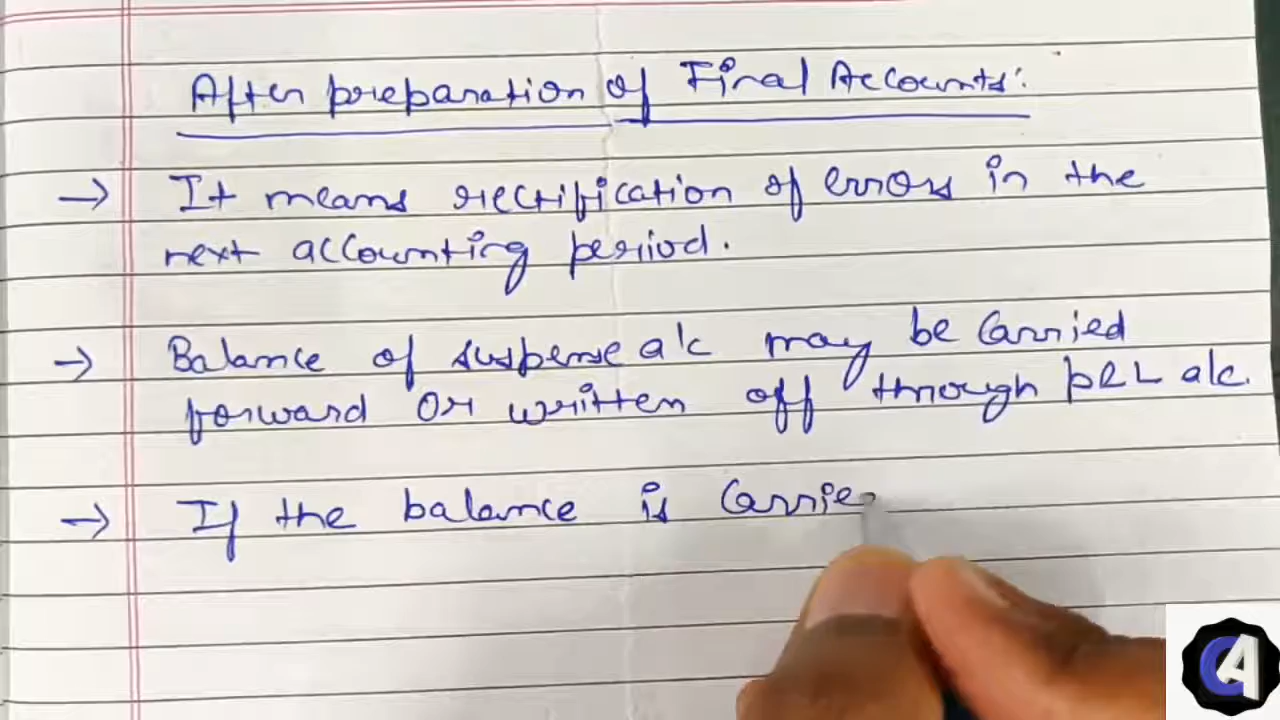 After preparation of Final Accounts:
→ It means rectification of errors in the
next accounting period.
→ Balance of suspense a/c may be carried
forward or written off through P&L a/c.
→ If the balance is Carrie
CA